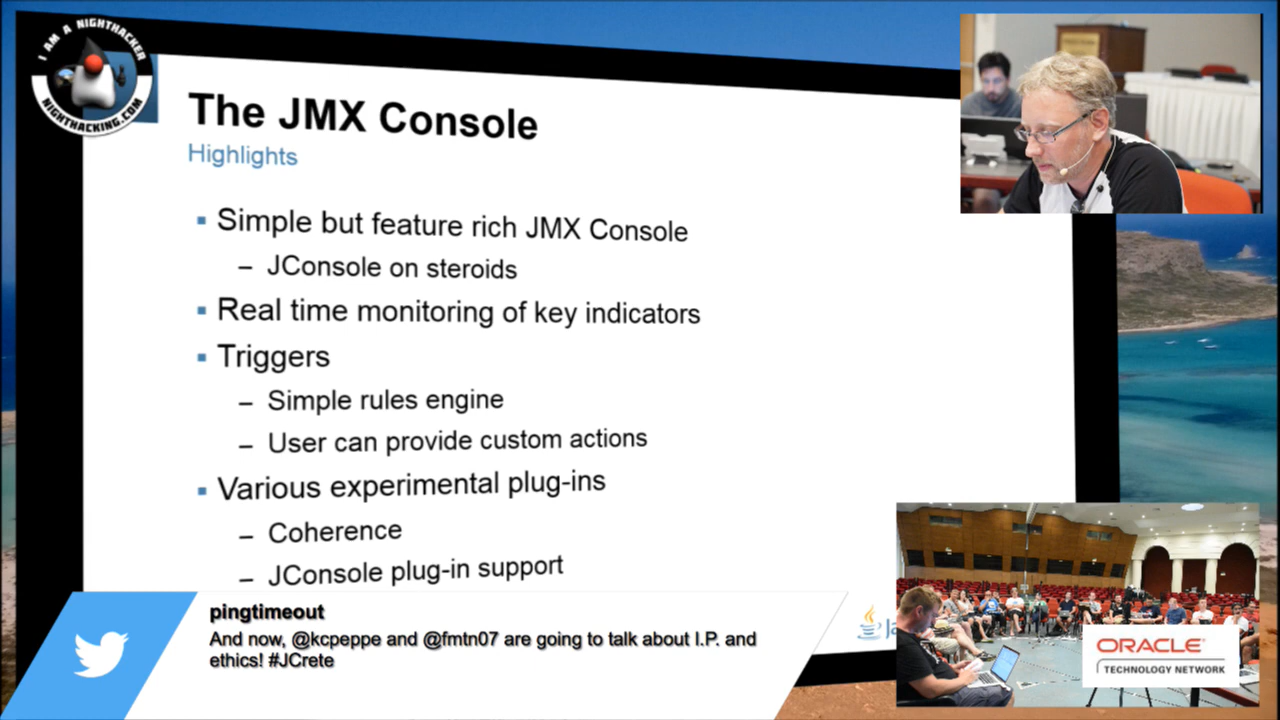 I AM A NIGHTHACKER
NIGHTHACKING.COM
The JMX Console
Highlights
Simple but feature rich JMX Console
– JConsole on steroids
Real time monitoring of key indicators
Triggers
– Simple rules engine
– User can provide custom actions
Various experimental plug-ins
– Coherence
– JConsole plug-in support
pingtimeout
And now, @kcpeppe and @fmtn07 are going to talk about I.P. and
ethics! #JCrete
ORACLE
TECHNOLOGY NETWORK